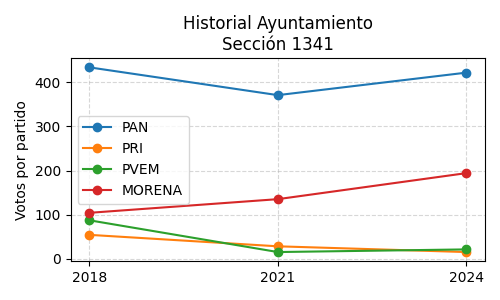 Historial Ayuntamiento
Sección 1341
Votos por partido
400
300
200
100
0
PAN
PRI
PVEM
MORENA
2018
2021
2024